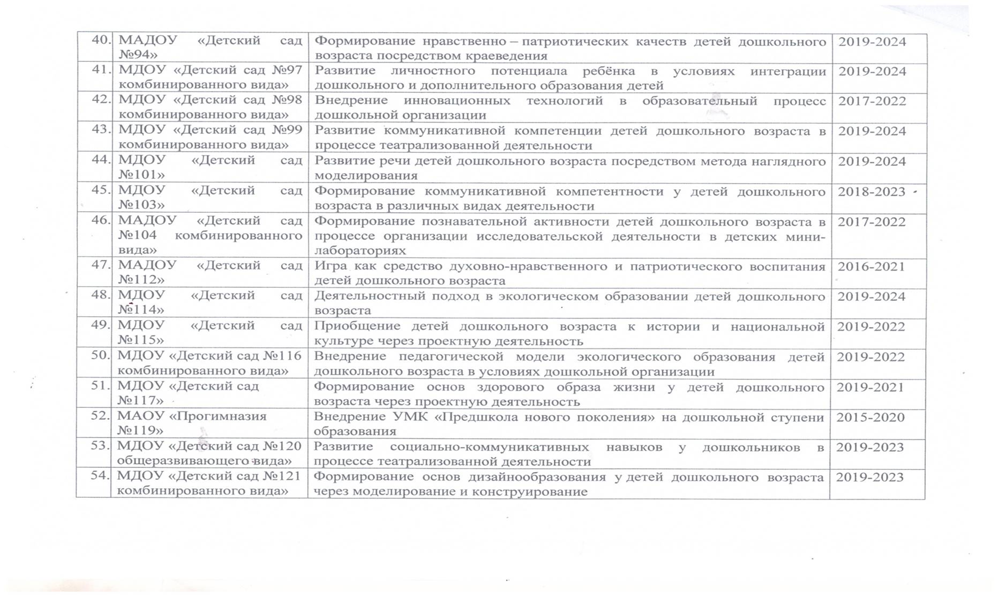 40. МАДОУ «Детский сад №94» Формирование нравственно – патриотических качеств детей дошкольного возраста посредством краеведения 2019-2024
41. МДОУ «Детский сад №97 комбинированного вида» Развитие личностного потенциала ребёнка в условиях интеграции дошкольного и дополнительного образования детей 2019-2024
42. МДОУ «Детский сад №98 комбинированного вида» Внедрение инновационных технологий в образовательный процесс дошкольной организации 2017-2022
43. МДОУ «Детский сад №99 комбинированного вида» Развитие коммуникативной компетенции детей дошкольного возраста в процессе театрализованной деятельности 2019-2024
44. МДОУ «Детский сад №101» Развитие речи детей дошкольного возраста посредством метода наглядного моделирования 2019-2024
45. МДОУ «Детский сад №103» Формирование коммуникативной компетентности у детей дошкольного возраста в различных видах деятельности 2018-2023
46. МАДОУ «Детский сад №104 комбинированного вида» Формирование познавательной активности детей дошкольного возраста в процессе организации исследовательской деятельности в детских мини-лабораториях 2017-2022
47. МАДОУ «Детский сад №112» Игра как средство духовно-нравственного и патриотического воспитания детей дошкольного возраста 2016-2021
48. МДОУ «Детский сад №114» Деятельностный подход в экологическом образовании детей дошкольного возраста 2019-2024
49. МДОУ «Детский сад №115» Приобщение детей дошкольного возраста к истории и национальной культуре через проектную деятельность 2019-2022
50. МДОУ «Детский сад №116 комбинированного вида» Внедрение педагогической модели экологического образования детей дошкольного возраста в условиях дошкольной организации 2019-2022
51. МДОУ «Детский сад №117» Формирование основ здорового образа жизни у детей дошкольного возраста через проектную деятельность 2019-2021
52. МАОУ «Прогимназия №119» Внедрение УМК «Предшкола нового поколения» на дошкольной ступени образования 2015-2020
53. МДОУ «Детский сад №120 общеразвивающего вида» Развитие социально-коммуникативных навыков у дошкольников в процессе театрализованной деятельности 2019-2023
54. МДОУ «Детский сад №121 комбинированного вида» Формирование основ дизайнообразования у детей дошкольного возраста через моделирование и конструирование 2019-2023